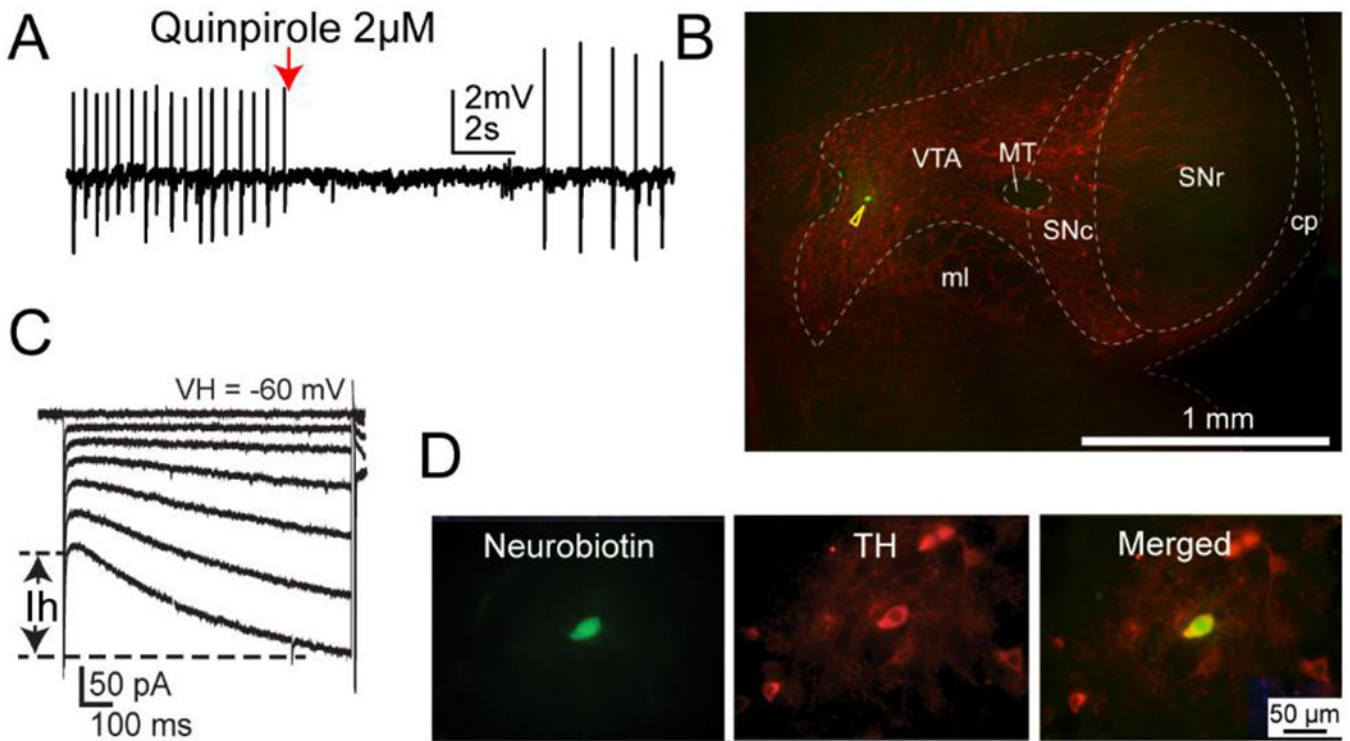 A
Quinpirole 2µM
2mV
2s
B
VTA
MT
SNr
SNc
cp
ml
1 mm
C
VH = -60 mV
Ih
50 pA
100 ms
D
Neurobiotin
TH
Merged
50 µm